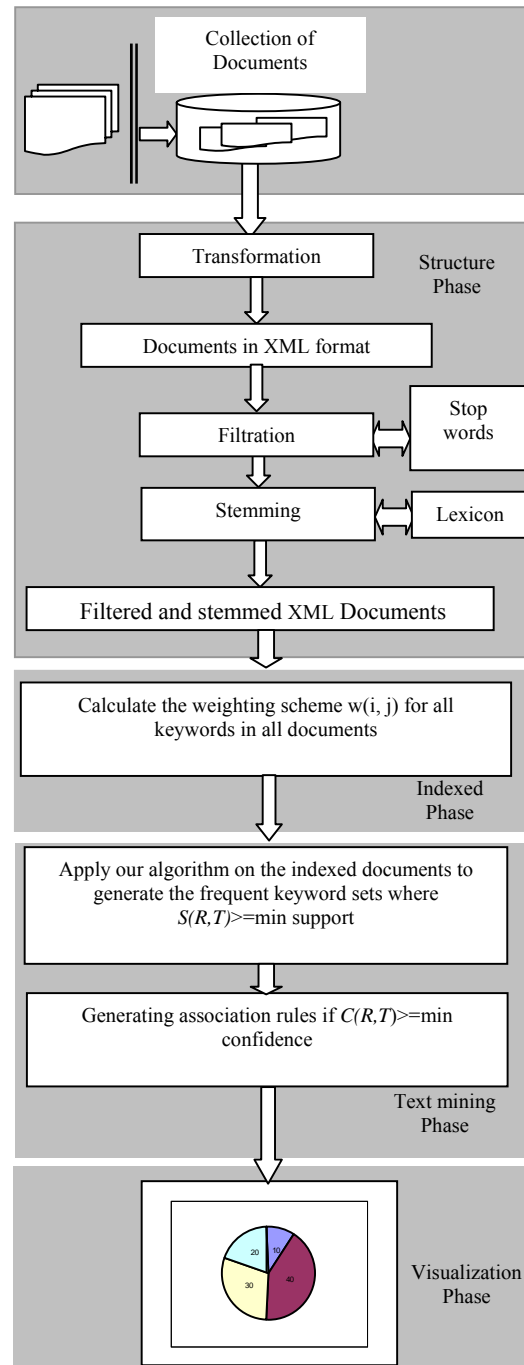 Collection of
Documents
Transformation
Structure
Phase
Documents in XML format
Filtration
Stop
words
Stemming
Lexicon
Filtered and stemmed XML Documents
Calculate the weighting scheme w(i, j) for all
keywords in all documents
Indexed
Phase
Apply our algorithm on the indexed documents to
generate the frequent keyword sets where
S(R,T)>=min support
Generating association rules if C(R,T)>=min
confidence
Text mining
Phase
20
10
30
40
Visualization
Phase